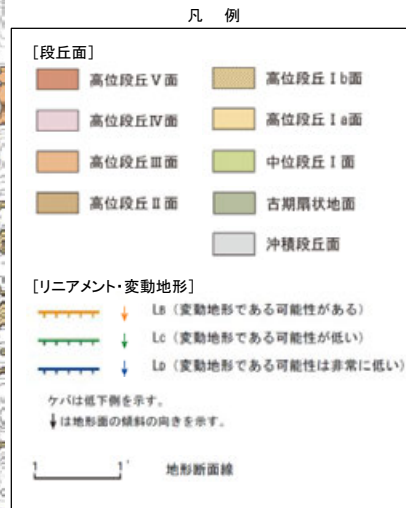 凡 例
[段丘面]
高位段丘Ⅴ面
高位段丘Ⅳ面
高位段丘Ⅲ面
高位段丘Ⅱ面
高位段丘Ⅰb面
高位段丘Ⅰa面
中位段丘Ⅰ面
古期扇状地面
沖積段丘面
[リニアメント・変動地形]
LB (変動地形である可能性がある)
LC (変動地形である可能性が低い)
LD (変動地形である可能性は非常に低い)
ケバは低下側を示す。
↓は地形面の傾斜の向きを示す。
1 1' 地形断面線